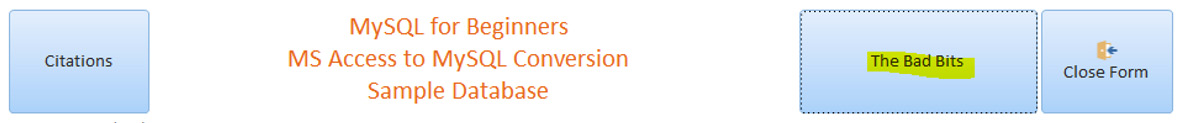 Citations
MySQL for Beginners
MS Access to MySQL Conversion
Sample Database
The Bad Bits
Close Form